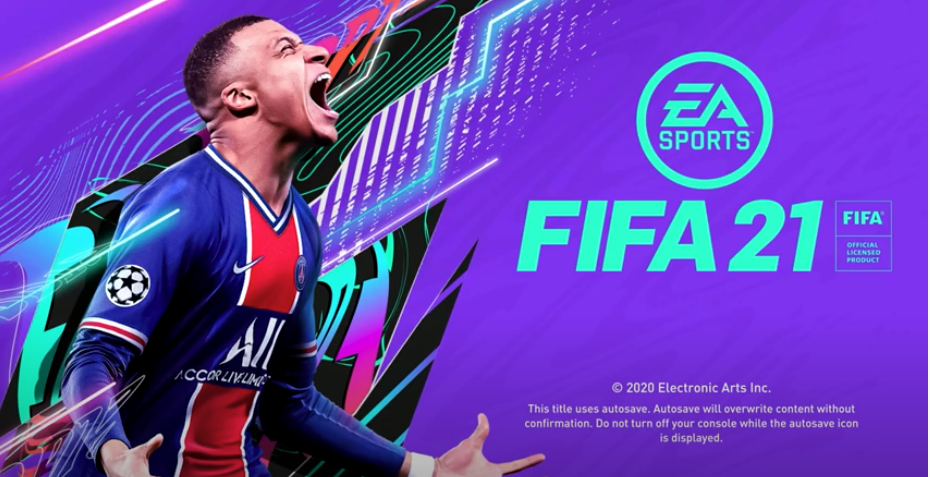 EA
SPORTS™
FIFA 21
FIFA®
OFFICIAL
LICENSED
PRODUCT
ALL
ACCOR LIVE LIMITLESS
© 2020 Electronic Arts Inc.
This title uses autosave. Autosave will overwrite content without
confirmation. Do not turn off your console while the autosave icon
is displayed.